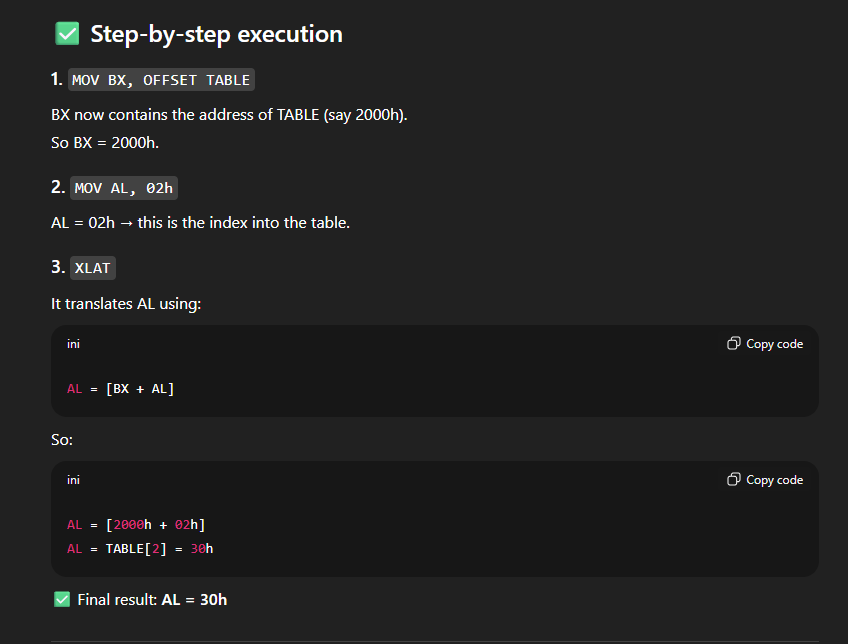 ✅ Step-by-step execution
1. MOV BX, OFFSET TABLE
BX now contains the address of TABLE (say 2000h).
So BX = 2000h.
2. MOV AL, 02h
AL = 02h → this is the index into the table.
3. XLAT
It translates AL using:
ini
Copy code
AL = [BX + AL]
So:
ini
Copy code
AL = [2000h + 02h]
AL = TABLE[2] = 30h
✅ Final result: AL = 30h